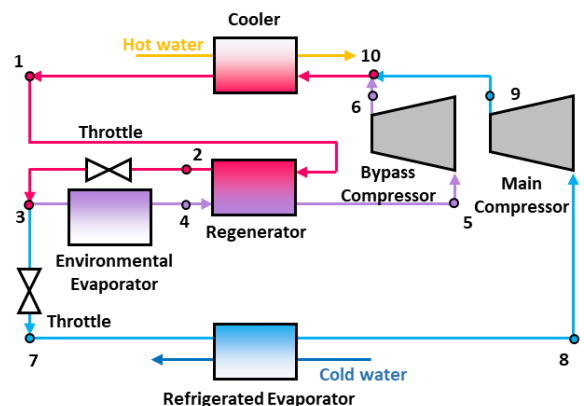 Cooler
Hot water
1
10
6
9
Throttle
2
Bypass
Compressor
Main
Compressor
3
4
Regenerator
5
Environmental
Evaporator
Throttle
7
8
Cold water
Refrigerated Evaporator